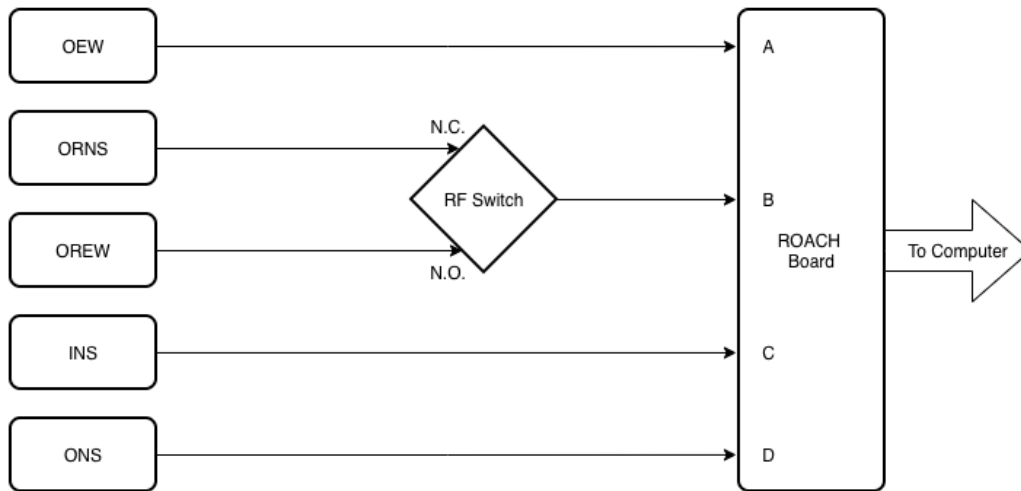 OEW
A
ORNS
N.C.
RF Switch
B
OREW
N.O.
ROACH
Board
To Computer
INS
C
ONS
D